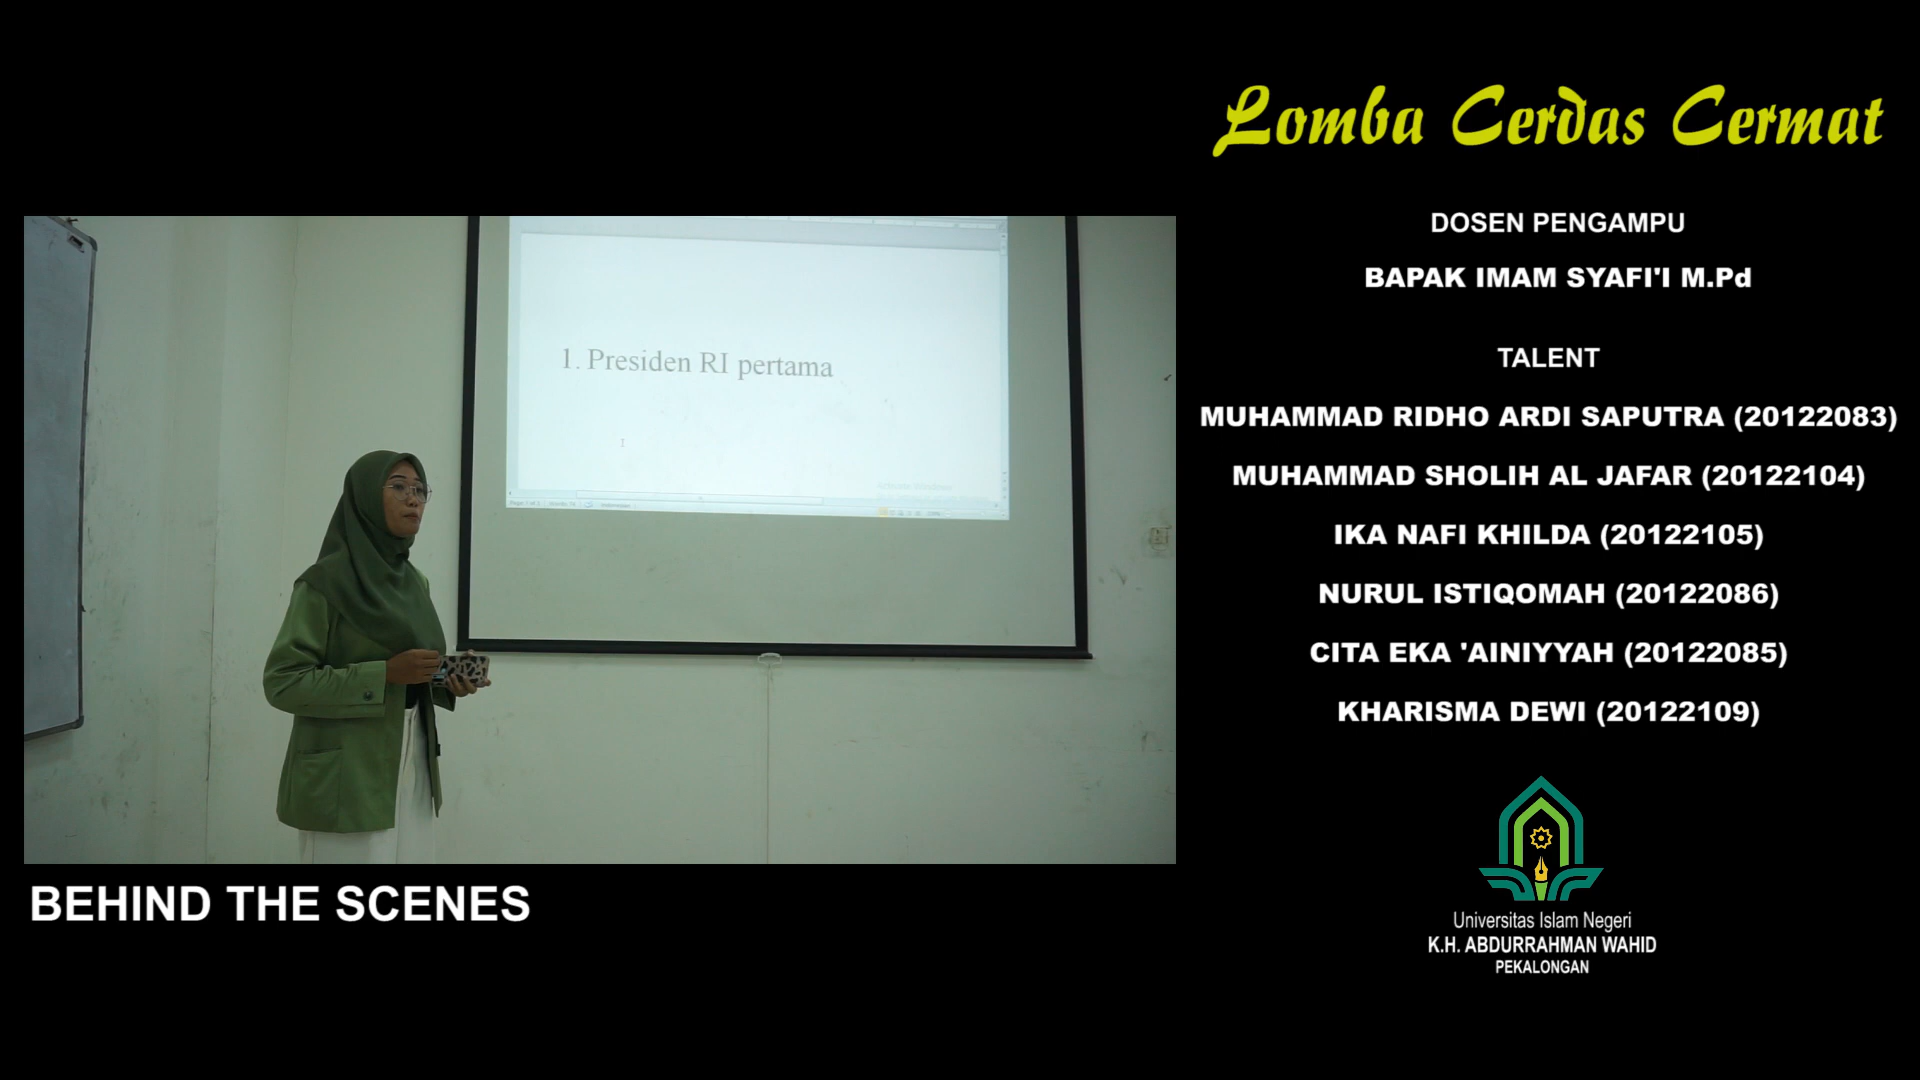 Lomba Cerdas Cermat
DOSEN PENGAMPU
BAPAK IMAM SYAFI'I M.Pd
TALENT
MUHAMMAD RIDHO ARDI SAPUTRA (20122083)
MUHAMMAD SHOLIH AL JAFAR (20122104)
IKA NAFI KHILDA (20122105)
NURUL ISTIQOMAH (20122086)
CITA EKA 'AINIYYAH (20122085)
KHARISMA DEWI (20122109)
Universitas Islam Negeri
K.H. ABDURRAHMAN WAHID
PEKALONGAN
1. Presiden RI pertama
BEHIND THE SCENES